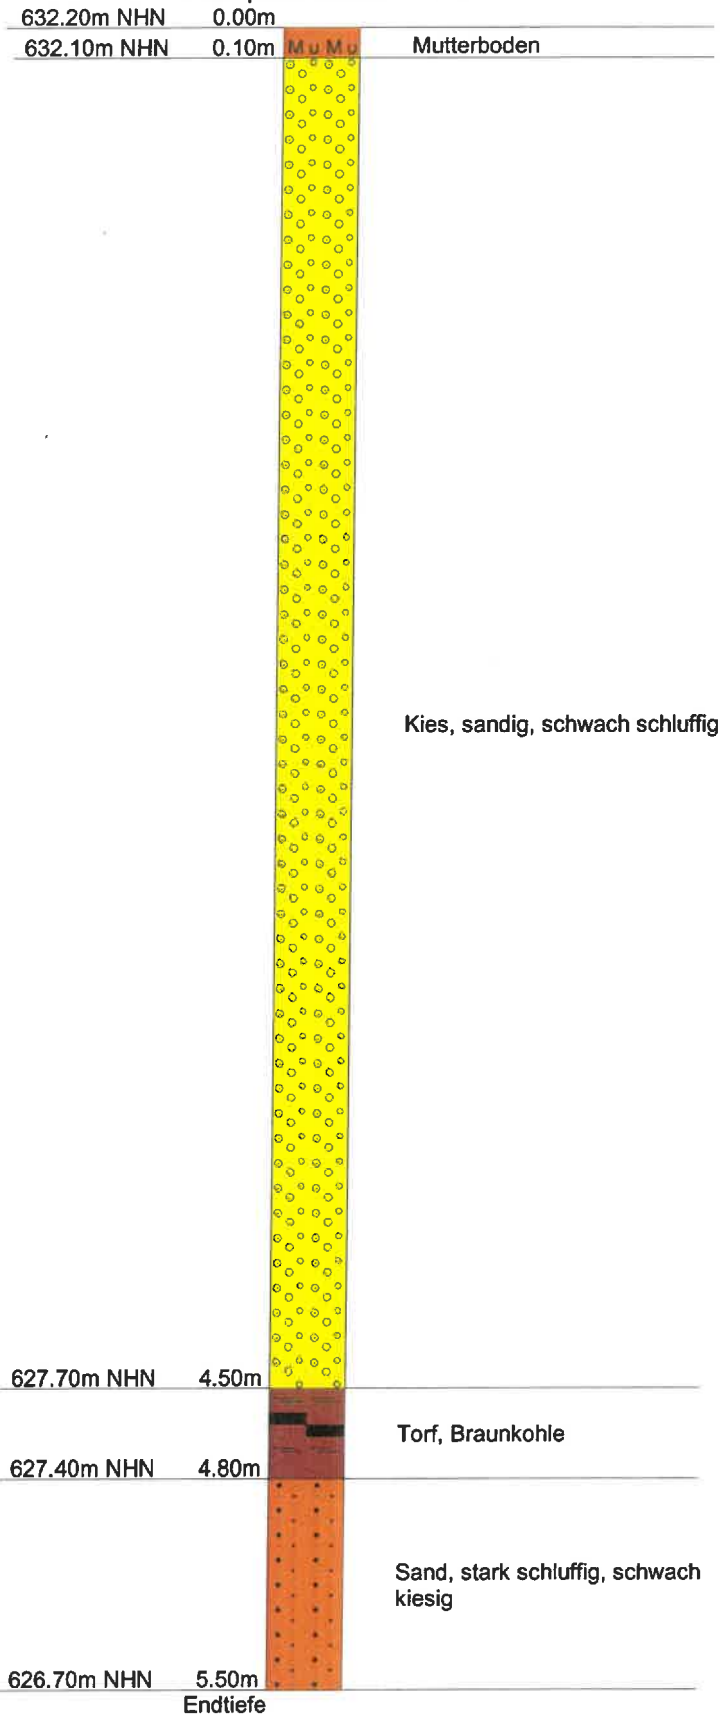 632.20m NHN 0.00m
632.10m NHN 0.10m M u M u Mutterboden
Kies, sandig, schwach schluffig
627.70m NHN 4.50m
Torf, Braunkohle
627.40m NHN 4.80m
Sand, stark schluffig, schwach
kiesig
626.70m NHN 5.50m
Endtiefe